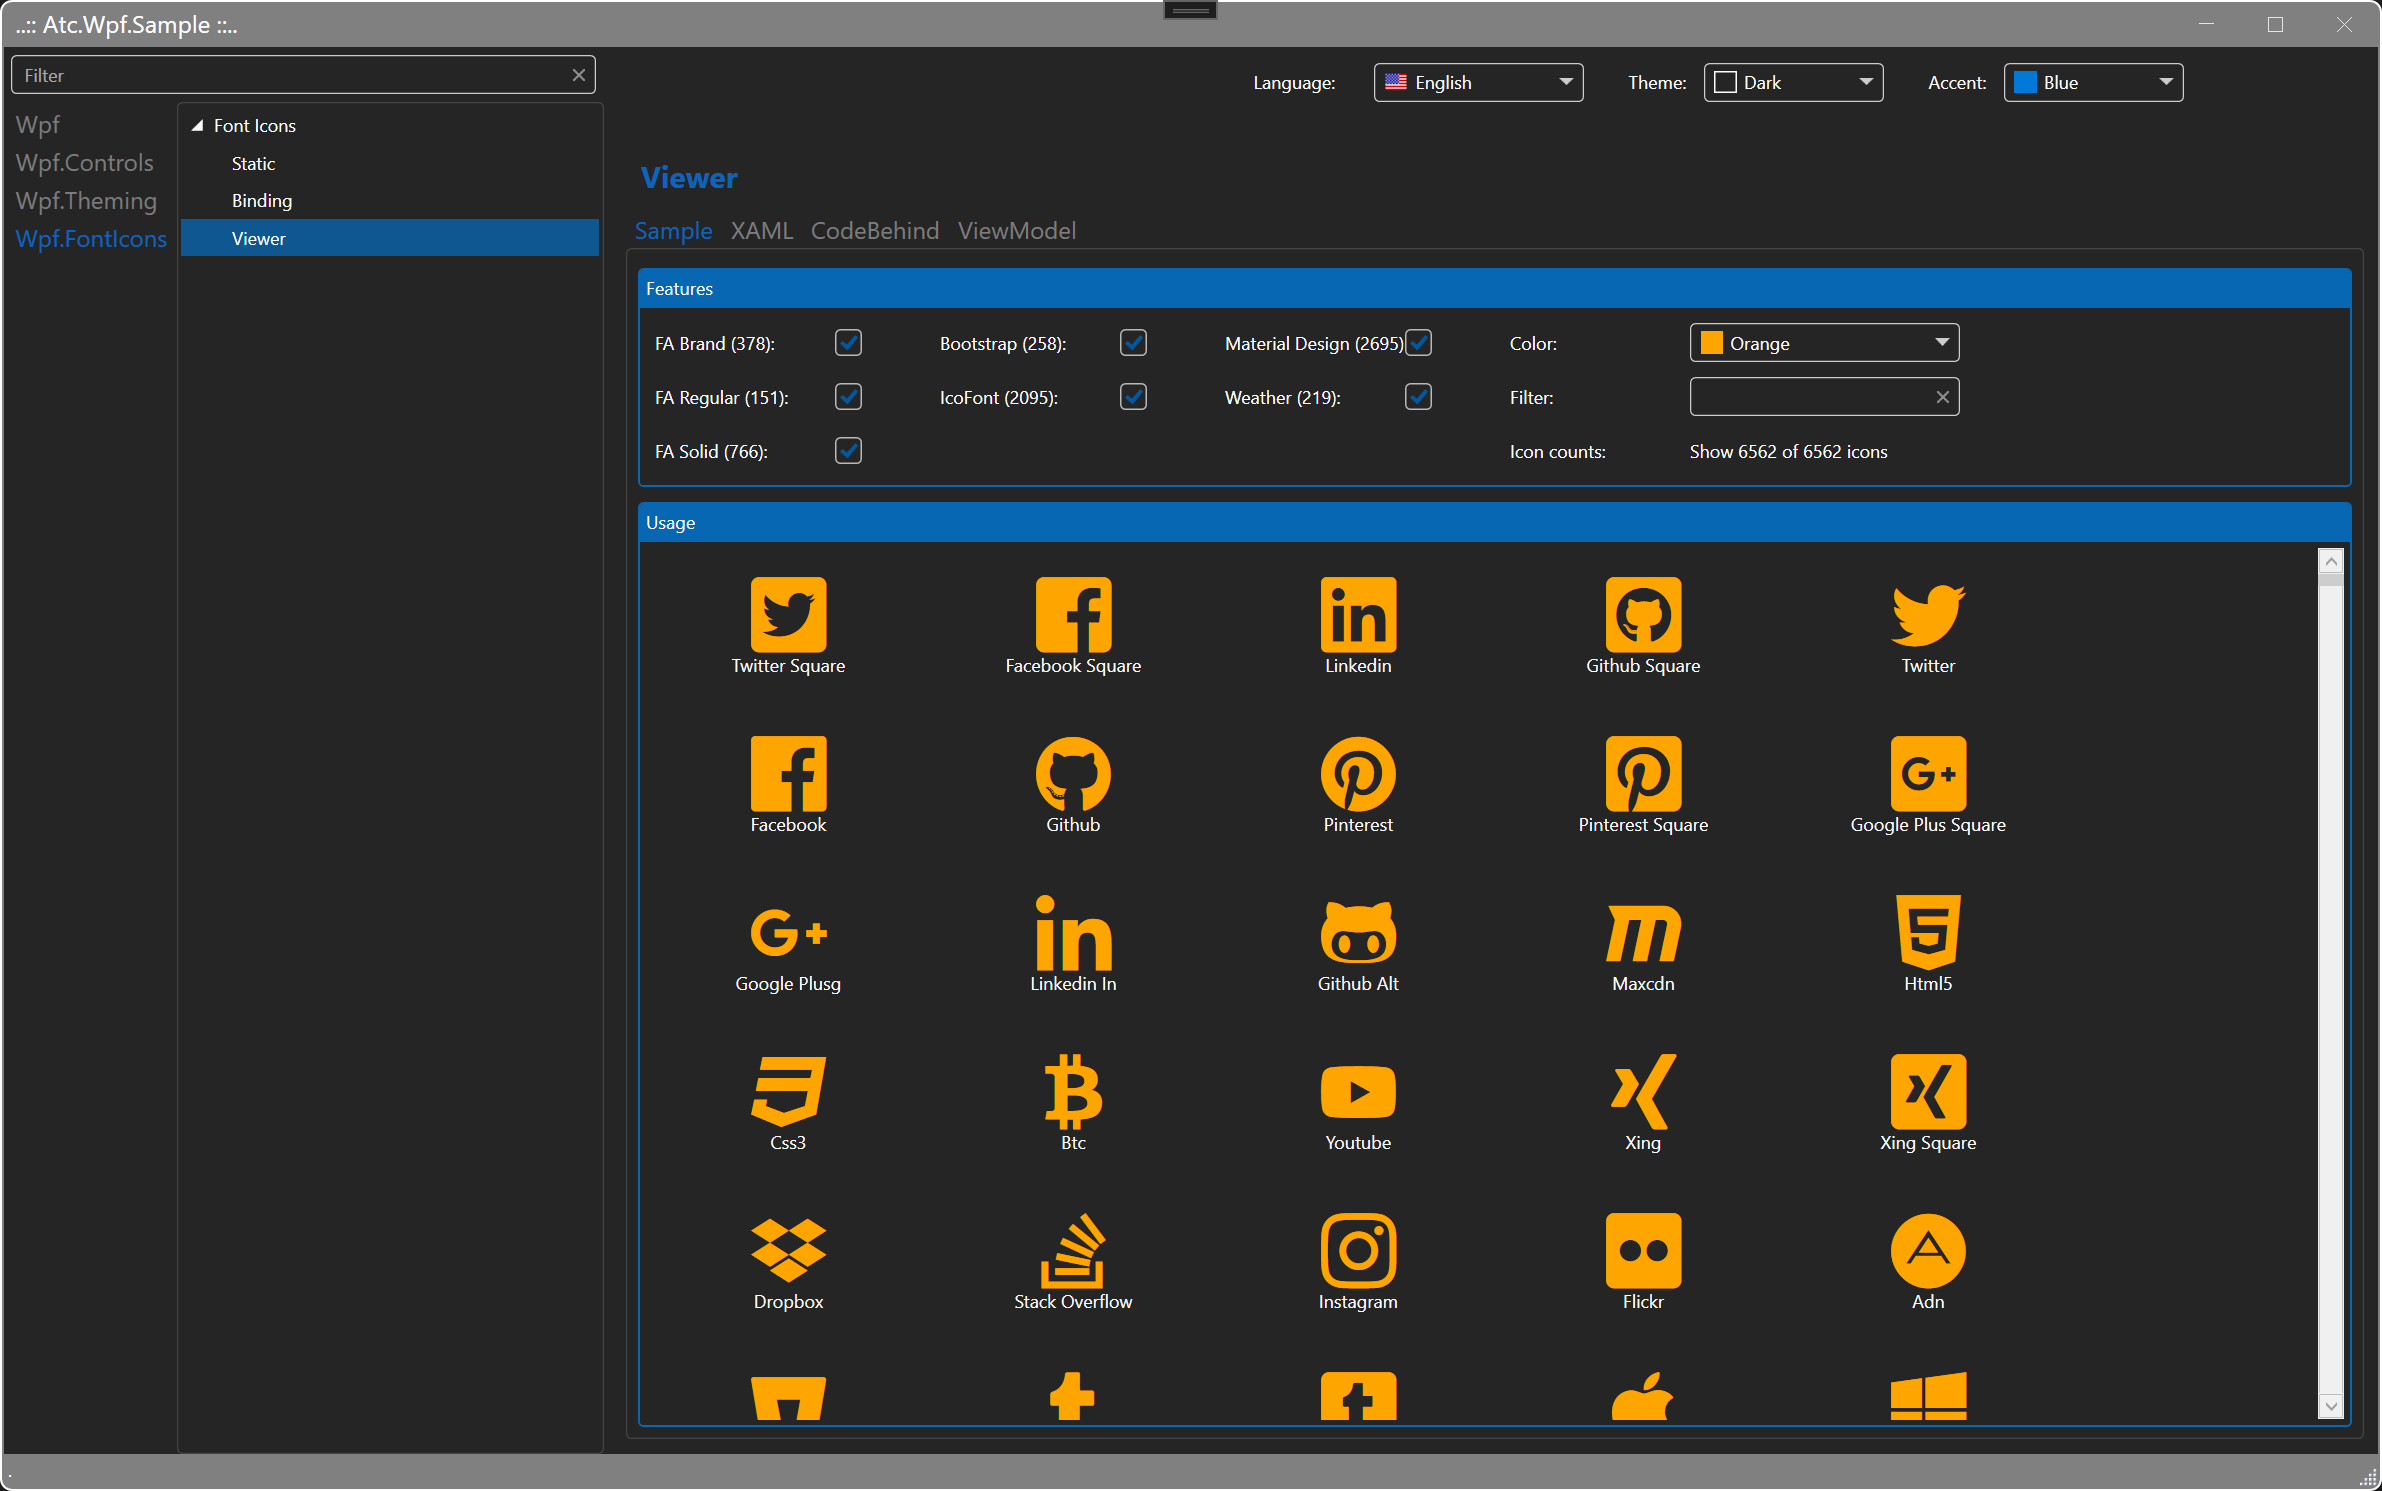 ..:: Atc.Wpf.Sample ::..
Filter
Language: English Theme: Dark Accent: Blue
Wpf
Wpf.Controls
Wpf.Theming
Wpf.FontIcons
Font Icons
Static
Binding
Viewer
Viewer
Sample XAML CodeBehind ViewModel
Features
FA Brand (378): Bootstrap (258): Material Design (2695) Color: Orange
FA Regular (151): IcoFont (2095): Weather (219): Filter:
FA Solid (766): Icon counts: Show 6562 of 6562 icons
Usage
Twitter Square Facebook Square Linkedin Github Square Twitter
Facebook Github Pinterest Pinterest Square Google Plus Square
Google Plusg Linkedin In Github Alt Maxcdn Html5
Css3 Btc Youtube Xing Xing Square
Dropbox Stack Overflow Instagram Flickr Adn
.